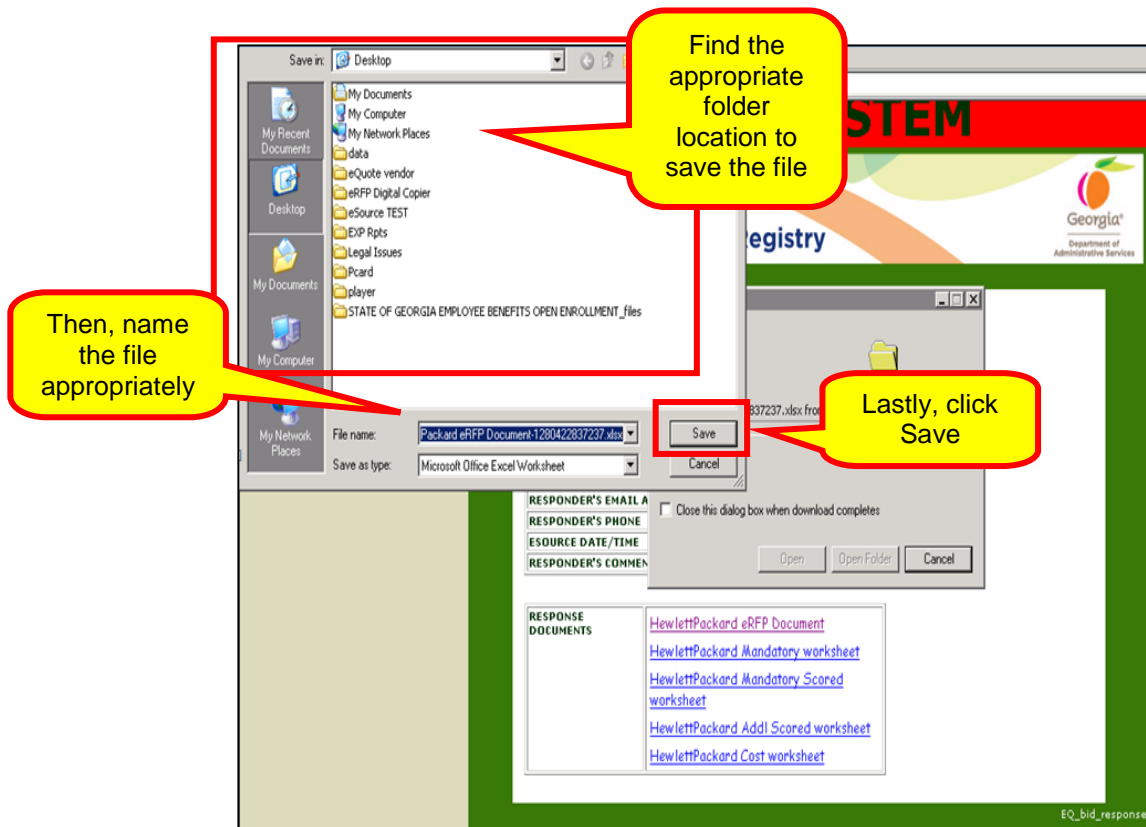 Find the
appropriate
folder
location to
save the file
Save in:
Desktop
My Recent
Documents
Desktop
My Documents
My Computer
My Network
Places
My Documents
My Computer
My Network Places
data
eQuote vendor
eRFP Digital Copier
eSource TEST
EXP Rpts
Legal Issues
Pcard
player
STATE OF GEORGIA EMPLOYEE BENEFITS OPEN ENROLLMENT_files
Then, name
the file
appropriately
File name:
Packard eRFP Document-1280422837237.xlsx
Save
Save as type:
Microsoft Office Excel Worksheet
Cancel
Lastly, click
Save
STEM
egistry
Georgia
Department of
Administrative Services
837237.xlsx from
Close this dialog box when download completes
Open
Open Folder
Cancel
RESPONDER'S EMAIL A
RESPONDER'S PHONE
ESOURCE DATE/TIME
RESPONDER'S COMMEN
RESPONSE
DOCUMENTS
HewlettPackard eRFP Document
HewlettPackard Mandatory worksheet
HewlettPackard Mandatory Scored
worksheet
HewlettPackard Addl Scored worksheet
HewlettPackard Cost worksheet
EQ_bid_response